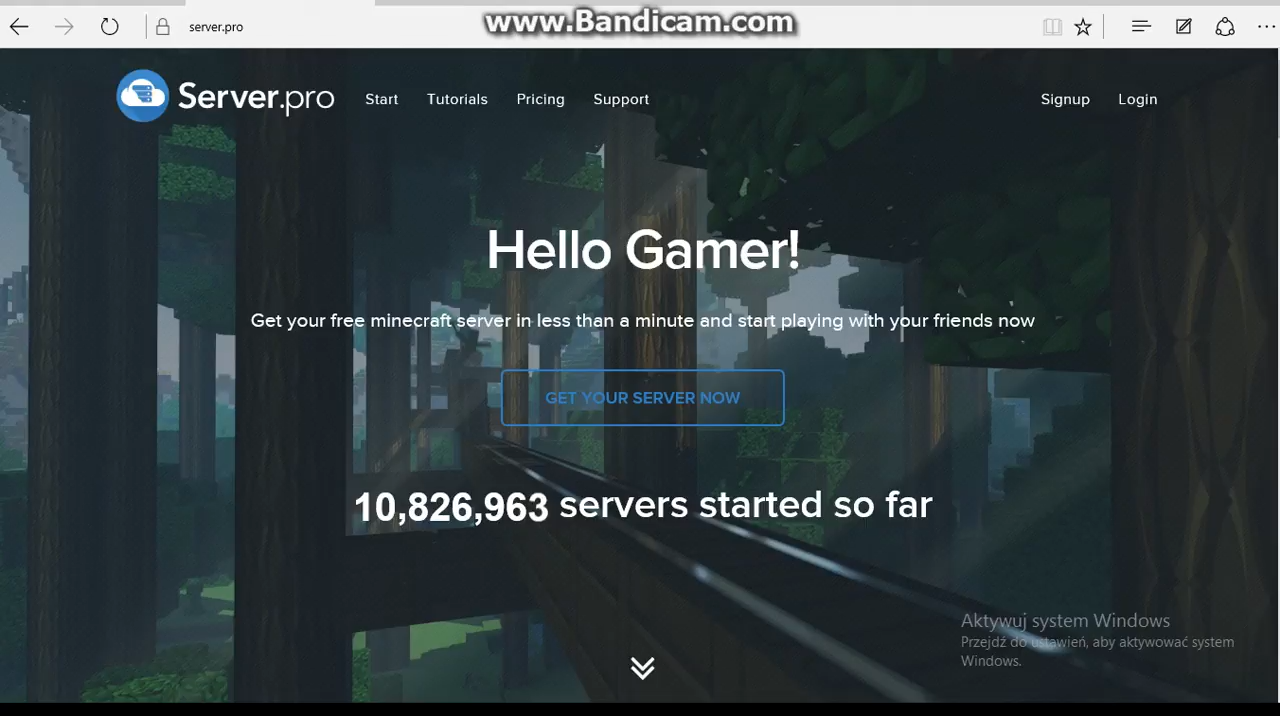 www.Bandicam.com
server.pro
Server.pro Start Tutorials Pricing Support Signup Login
Hello Gamer!
Get your free minecraft server in less than a minute and start playing with your friends now
GET YOUR SERVER NOW
10,826,963 servers started so far
Aktywuj system Windows
Przejdź do ustawień, aby aktywować system
Windows.